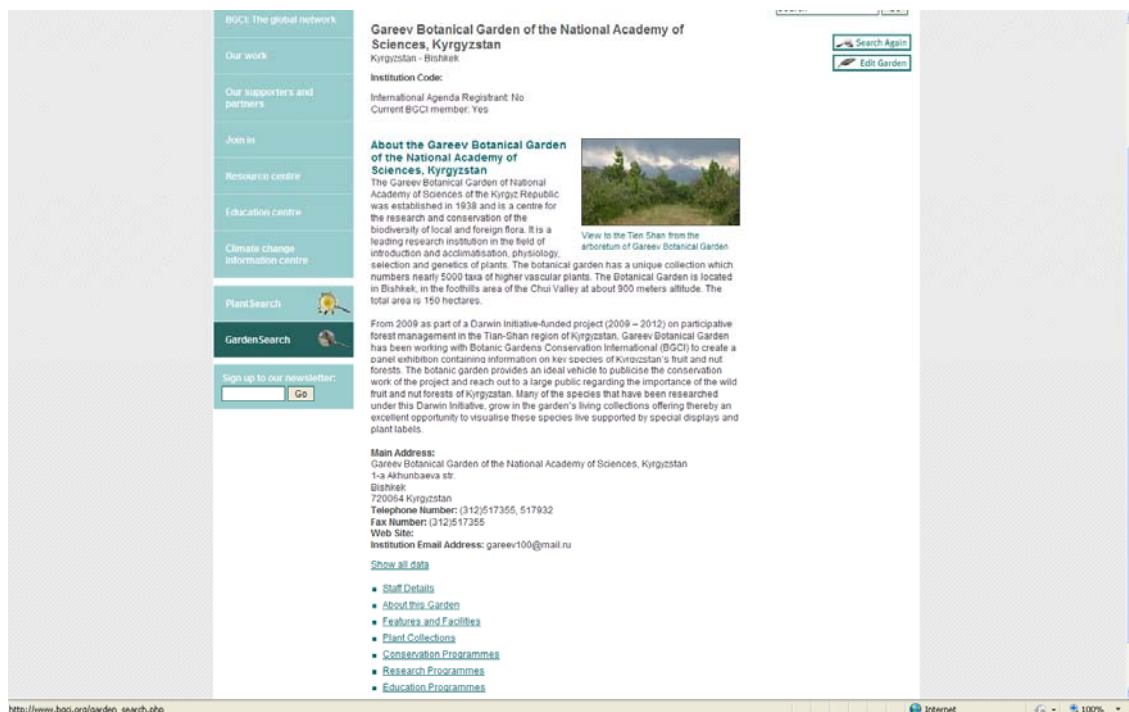 BGCI: The global network
Our work
Our supporters and
partners
Join in
Resource centre
Education centre
Climate change
information centre
PlantSearch
GardenSearch
Sign up to our newsletter:
Go
Gareev Botanical Garden of the National Academy of
Sciences, Kyrgyzstan
Kyrgyzstan - Bishkek
Institution Code:
International Agenda Registrant: No
Current BGCI member: Yes
About the Gareev Botanical Garden
of the National Academy of
Sciences, Kyrgyzstan
The Gareev Botanical Garden of National
Academy of Sciences of the Kyrgyz Republic
was established in 1938 and is a centre for
the research and conservation of the
biodiversity of local and foreign flora. It is a
leading research institution in the field of
introduction and acclimatisation, physiology,
selection and genetics of plants. The botanical garden has a unique collection which
numbers nearly 5000 taxa of higher vascular plants. The Botanical Garden is located
in Bishkek, in the foothills area of the Chui Valley at about 900 meters altitude. The
total area is 150 hectares.
View to the Tien Shan from the
arboretum of Gareev Botanical Garden
From 2009 as part of a Darwin Initiative-funded project (2009 – 2012) on participative
forest management in the Tian-Shan region of Kyrgyzstan, Gareev Botanical Garden
has been working with Botanic Gardens Conservation International (BGCI) to create a
panel exhibition containing information on key species of Kyrgyzstan's fruit and nut
forests. The botanic garden provides an ideal vehicle to publicise the conservation
work of the project and reach out to a large public regarding the importance of the wild
fruit and nut forests of Kyrgyzstan. Many of the species that have been researched
under this Darwin Initiative, grow in the garden's living collections offering thereby an
excellent opportunity to visualise these species live supported by special displays and
plant labels.
Main Address:
Gareev Botanical Garden of the National Academy of Sciences, Kyrgyzstan
1-a Akhunbaeva str.
Bishkek
720064 Kyrgyzstan
Telephone Number: (312)517355, 517932
Fax Number: (312)517355
Web Site:
Institution Email Address: gareev100@mail.ru
Show all data
Staff Details
About this Garden
Features and Facilities
Plant Collections
Conservation Programmes
Research Programmes
Education Programmes
Search Again
Edit Garden
http://www.bgci.org/garden_search.php
Internet
100%